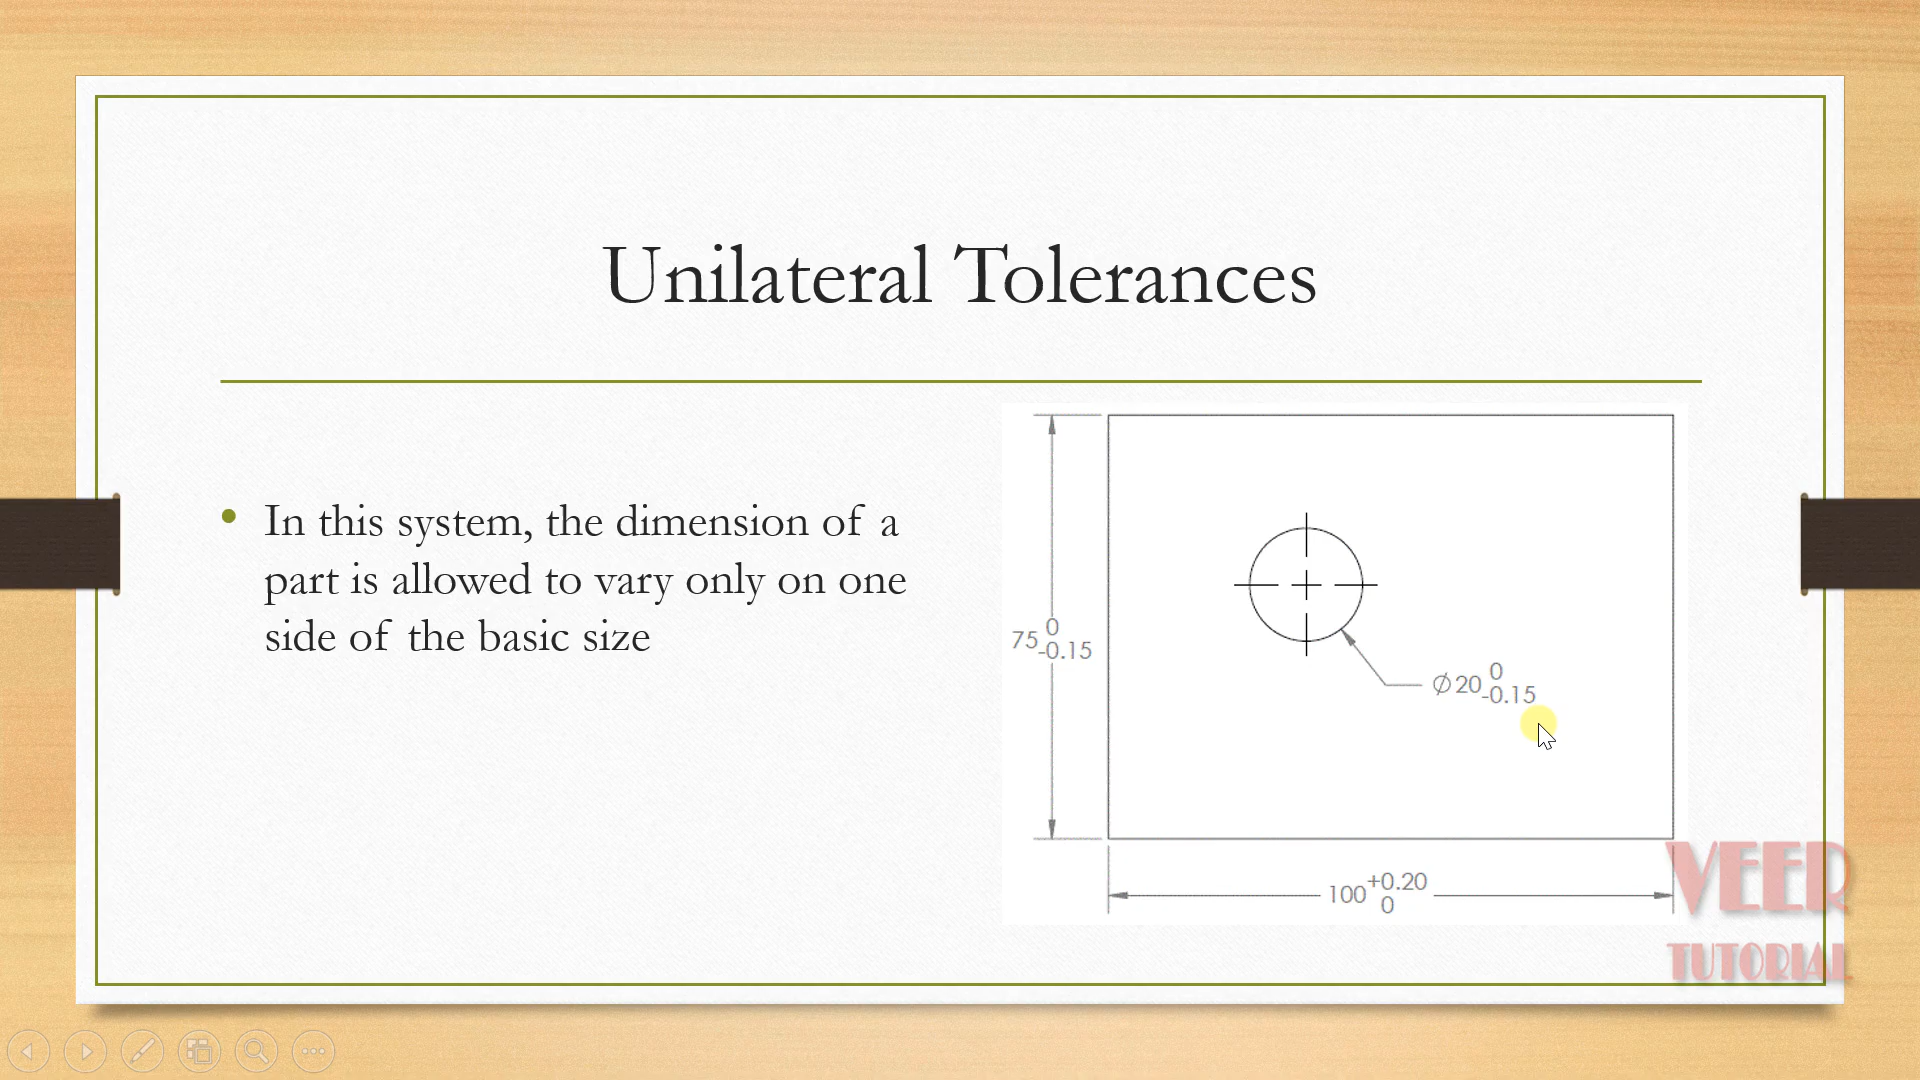 Unilateral Tolerances
• In this system, the dimension of a
part is allowed to vary only on one
side of the basic size
75 0
-0.15
Ø20 0
-0.15
100 +0.20
0
VEER
TUTORIAL